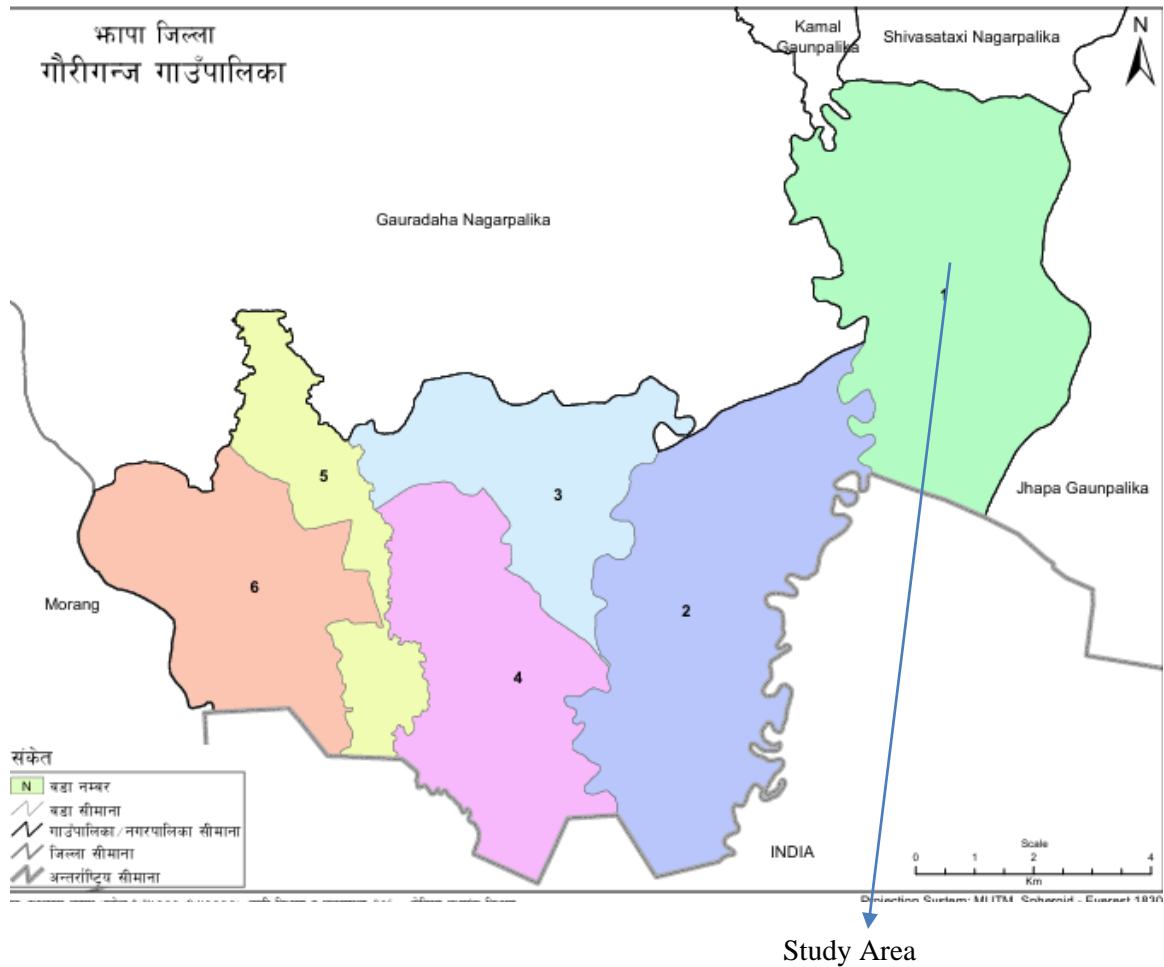 झापा जिल्ला
गौरीगन्ज गाउँपालिका
Kamal
Gaunpalika
Shivasataxi Nagarpalika
N
Gauradaha Nagarpalika
1
5
3
Jhapa Gaunpalika
6
Morang
2
4
संकेत
N वडा नम्बर
वडा सीमाना
गाउँपालिका/नगरपालिका सीमाना
जिल्ला सीमाना
अन्तर्राष्ट्रिय सीमाना
INDIA
Scale
0 1 2 4
Km
Projection System: MUTM, Spheroid - Everest 1830
Study Area